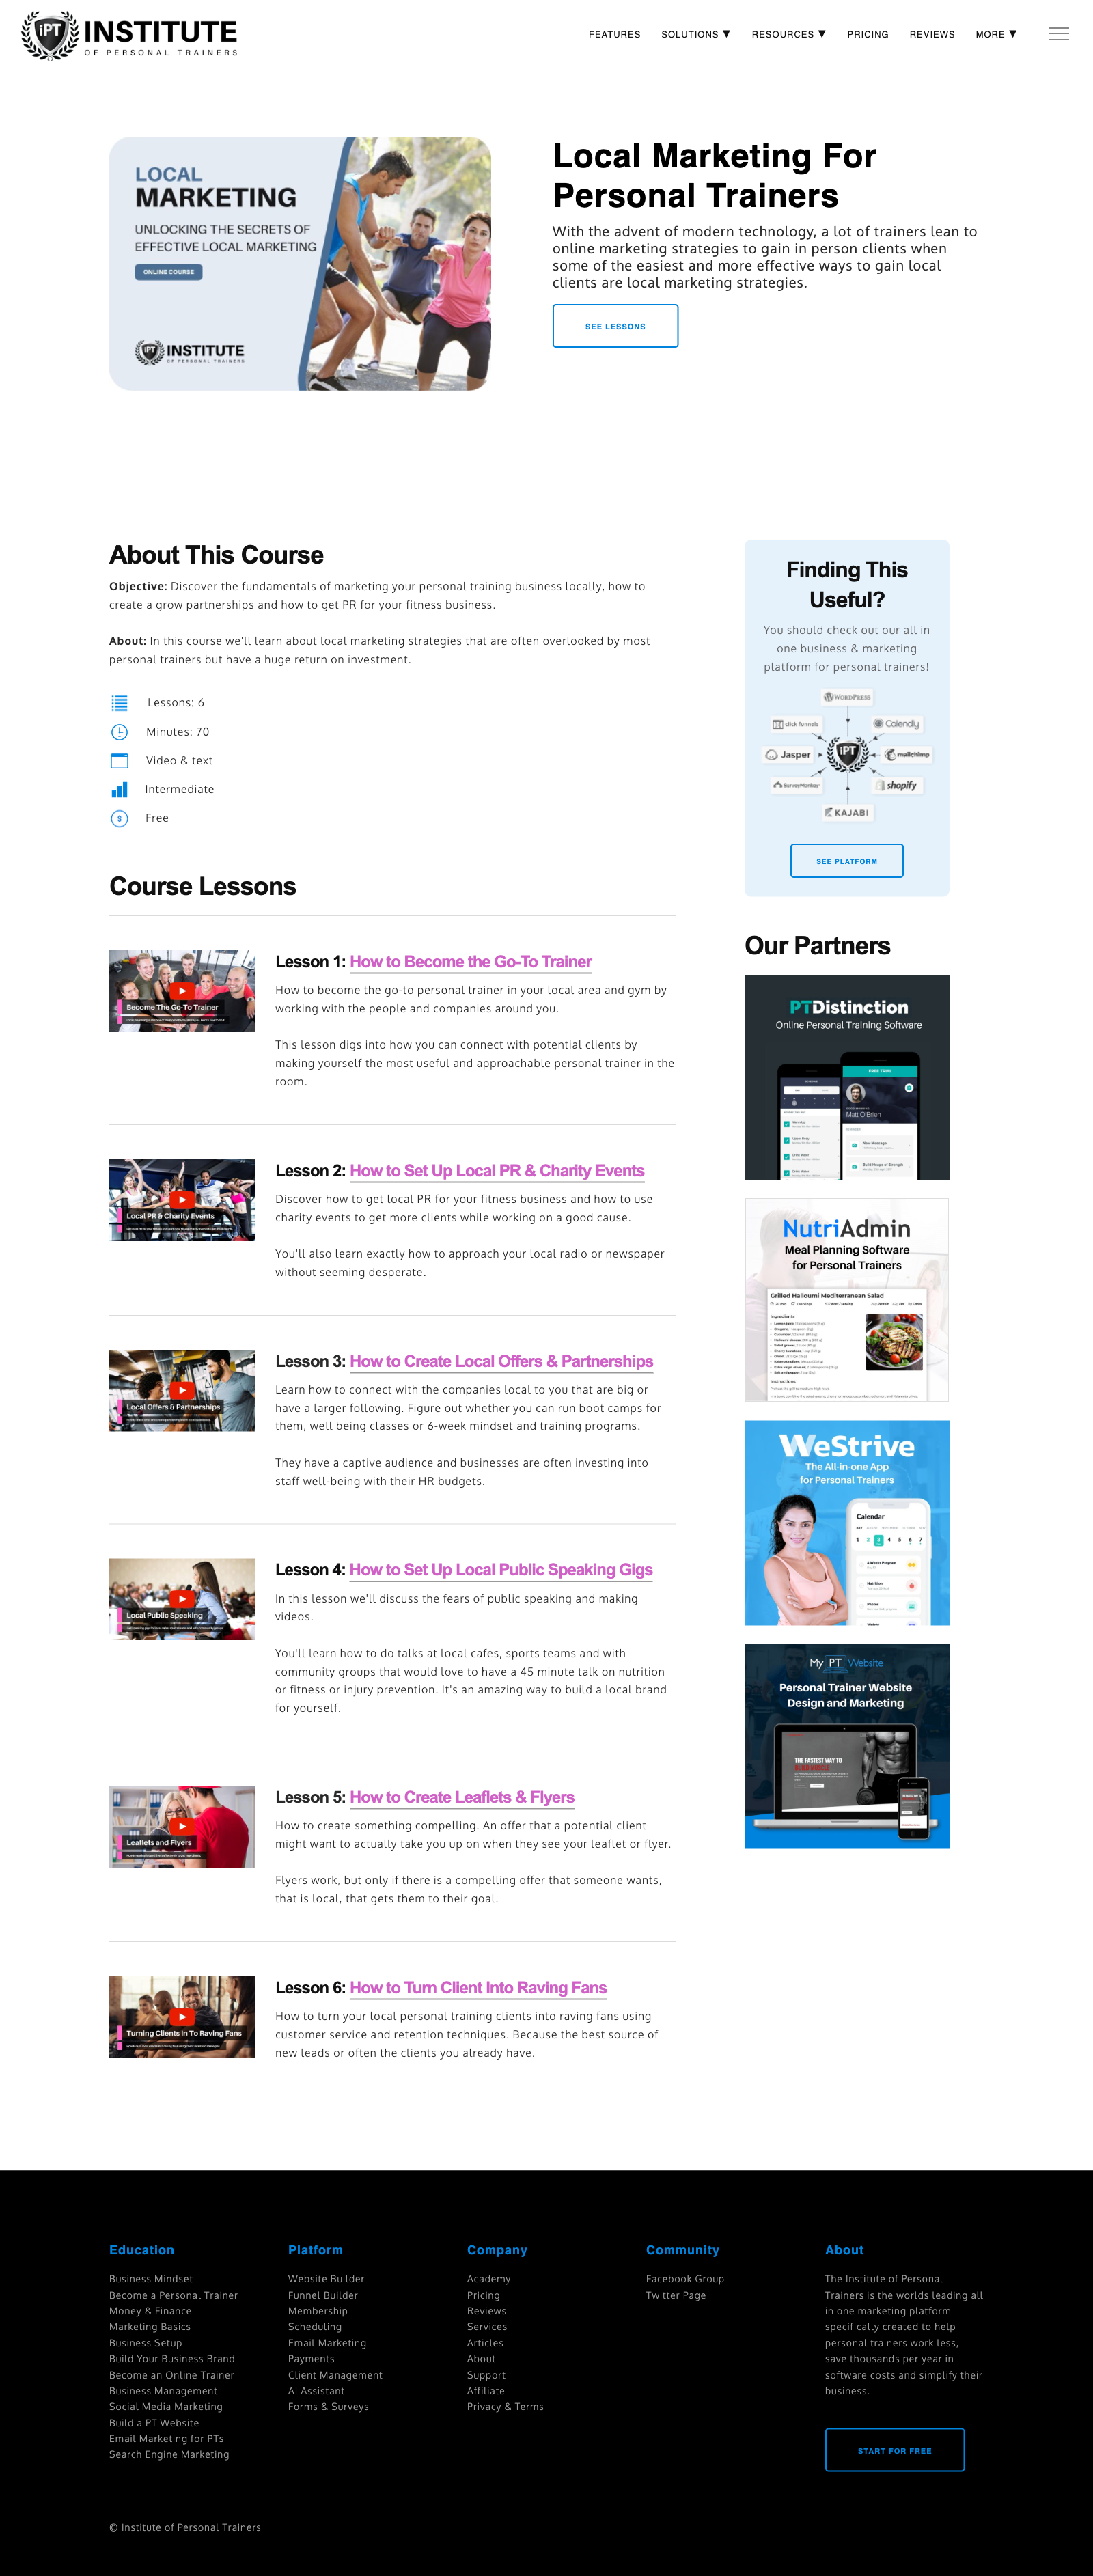 iPT INSTITUTE
OF PERSONAL TRAINERS
FEATURES
SOLUTIONS ▼
RESOURCES ▼
PRICING
REVIEWS
MORE ▼
LOCAL
MARKETING
UNLOCKING THE SECRETS OF
EFFECTIVE LOCAL MARKETING
ONLINE COURSE
iPT INSTITUTE
OF PERSONAL TRAINERS
Local Marketing For
Personal Trainers
With the advent of modern technology, a lot of trainers lean to
online marketing strategies to gain in person clients when
some of the easiest and more effective ways to gain local
clients are local marketing strategies.
SEE LESSONS
About This Course
Objective: Discover the fundamentals of marketing your personal training business locally, how to
create a grow partnerships and how to get PR for your fitness business.
About: In this course we'll learn about local marketing strategies that are often overlooked by most
personal trainers but have a huge return on investment.
Lessons: 6
Minutes: 70
Video & text
Intermediate
Free
Course Lessons
Become The Go-To Trainer
Lesson 1: How to Become the Go-To Trainer
How to become the go-to personal trainer in your local area and gym by
working with the people and companies around you.
This lesson digs into how you can connect with potential clients by
making yourself the most useful and approachable personal trainer in the
room.
Local PR & Charity Events
Lesson 2: How to Set Up Local PR & Charity Events
Discover how to get local PR for your fitness business and how to use
charity events to get more clients while working on a good cause.
You'll also learn exactly how to approach your local radio or newspaper
without seeming desperate.
Local Offers & Partnerships
Lesson 3: How to Create Local Offers & Partnerships
Learn how to connect with the companies local to you that are big or
have a larger following. Figure out whether you can run boot camps for
them, well being classes or 6-week mindset and training programs.
They have a captive audience and businesses are often investing into
staff well-being with their HR budgets.
Local Public Speaking
Lesson 4: How to Set Up Local Public Speaking Gigs
In this lesson we'll discuss the fears of public speaking and making
videos.
You'll learn how to do talks at local cafes, sports teams and with
community groups that would love to have a 45 minute talk on nutrition
or fitness or injury prevention. It's an amazing way to build a local brand
for yourself.
Leaflets and Flyers
Lesson 5: How to Create Leaflets & Flyers
How to create something compelling. An offer that a potential client
might want to actually take you up on when they see your leaflet or flyer.
Flyers work, but only if there is a compelling offer that someone wants,
that is local, that gets them to their goal.
Turning Clients In To Raving Fans
Lesson 6: How to Turn Client Into Raving Fans
How to turn your local personal training clients into raving fans using
customer service and retention techniques. Because the best source of
new leads or often the clients you already have.
Finding This
Useful?
You should check out our all in
one business & marketing
platform for personal trainers!
WORDPRESS
click funnels
Calendly
Jasper
iPT
mailchimp
SurveyMonkey
shopify
KAJABI
SEE PLATFORM
Our Partners
PTDistinction
Online Personal Training Software
FREE TRIAL
Matt O'Brien
New Message
Build Heaps of Strength
NutriAdmin
Meal Planning Software
for Personal Trainers
Grilled Halloumi Mediterranean Salad
Ingredients
Instructions
WeStrive
The All-in-one App
for Personal Trainers
Calendar
1 2 3 4 5 6 7
4 Weeks Program
Nutrition
Photos
My PT Website
Personal Trainer Website
Design and Marketing
THE FASTEST WAY TO
BUILD MUSCLE
Education
Business Mindset
Become a Personal Trainer
Money & Finance
Marketing Basics
Business Setup
Build Your Business Brand
Become an Online Trainer
Business Management
Social Media Marketing
Build a PT Website
Email Marketing for PTs
Search Engine Marketing
Platform
Website Builder
Funnel Builder
Membership
Scheduling
Email Marketing
Payments
Client Management
AI Assistant
Forms & Surveys
Company
Academy
Pricing
Reviews
Services
Articles
About
Support
Affiliate
Privacy & Terms
Community
Facebook Group
Twitter Page
About
The Institute of Personal
Trainers is the worlds leading all
in one marketing platform
specifically created to help
personal trainers work less,
save thousands per year in
software costs and simplify their
business.
START FOR FREE
© Institute of Personal Trainers